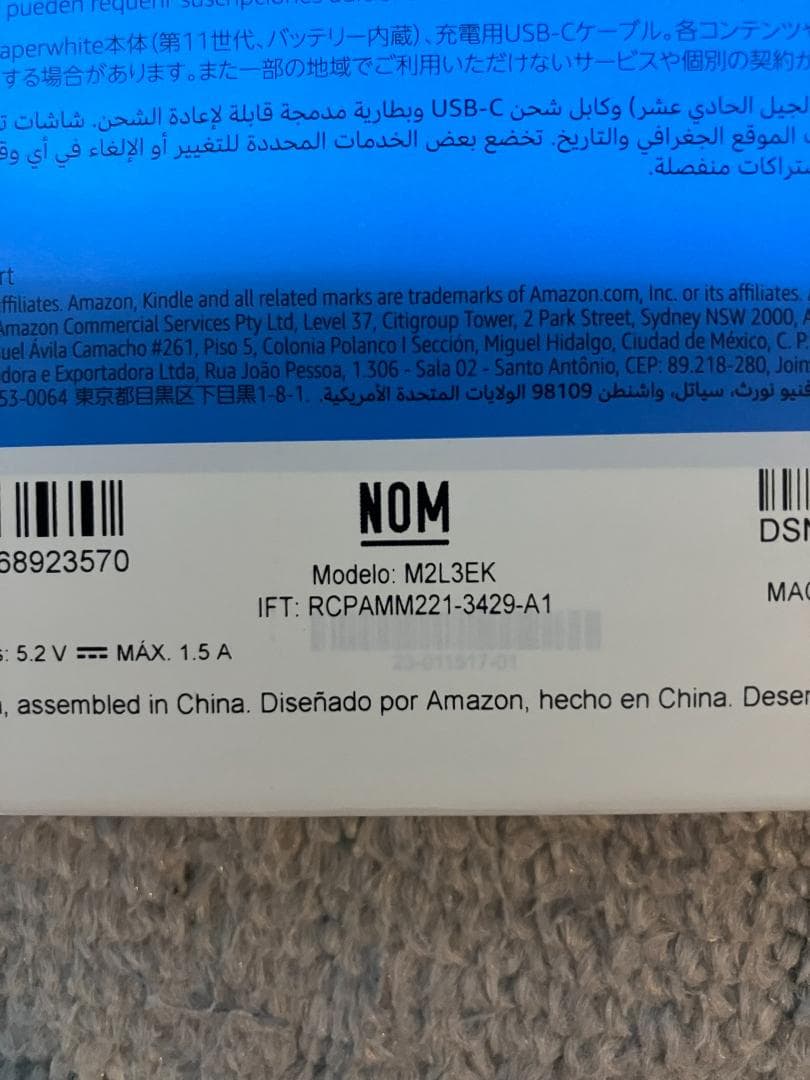 pueden requerir suscripciones
aperwhite本体（第11世代、バッテリー内蔵）、充電用USB-Cケーブル。各コンテンツ
する場合があります。また一部の地域でご利用いただけないサービスや個別の契約が
لجيل الحادي عشر) وكابل شحن USB-C وبطارية مدمجة قابلة لإعادة الشحن. شاشات
الموقع الجغرافي والتاريخ. تخضع بعض الخدمات المحددة للتغيير أو الإلغاء في أي وق
شتراكات منفصلة.
rt
ffiliates. Amazon, Kindle and all related marks are trademarks of Amazon.com, Inc. or its affiliates.
Amazon Commercial Services Pty Ltd, Level 37, Citigroup Tower, 2 Park Street, Sydney NSW 2000, A
uel Ávila Camacho #261, Piso 5, Colonia Polanco I Sección, Miguel Hidalgo, Ciudad de México, C. P.
dora e Exportadora Ltda, Rua João Pessoa, 1.306 - Sala 02 - Santo Antônio, CEP: 89.218-280, Join
53-0064 東京都目黒区下目黒1-8-1. فنيو نورث، سياتل، واشنطن 98109 الولايات المتحدة الأمريكية.
NOM
68923570
DSN
Modelo: M2L3EK
IFT: RCPAMM221-3429-A1
MAC
s: 5.2 V ⎓ MÁX. 1.5 A
23-011517-01
, assembled in China. Diseñado por Amazon, hecho en China. Desen